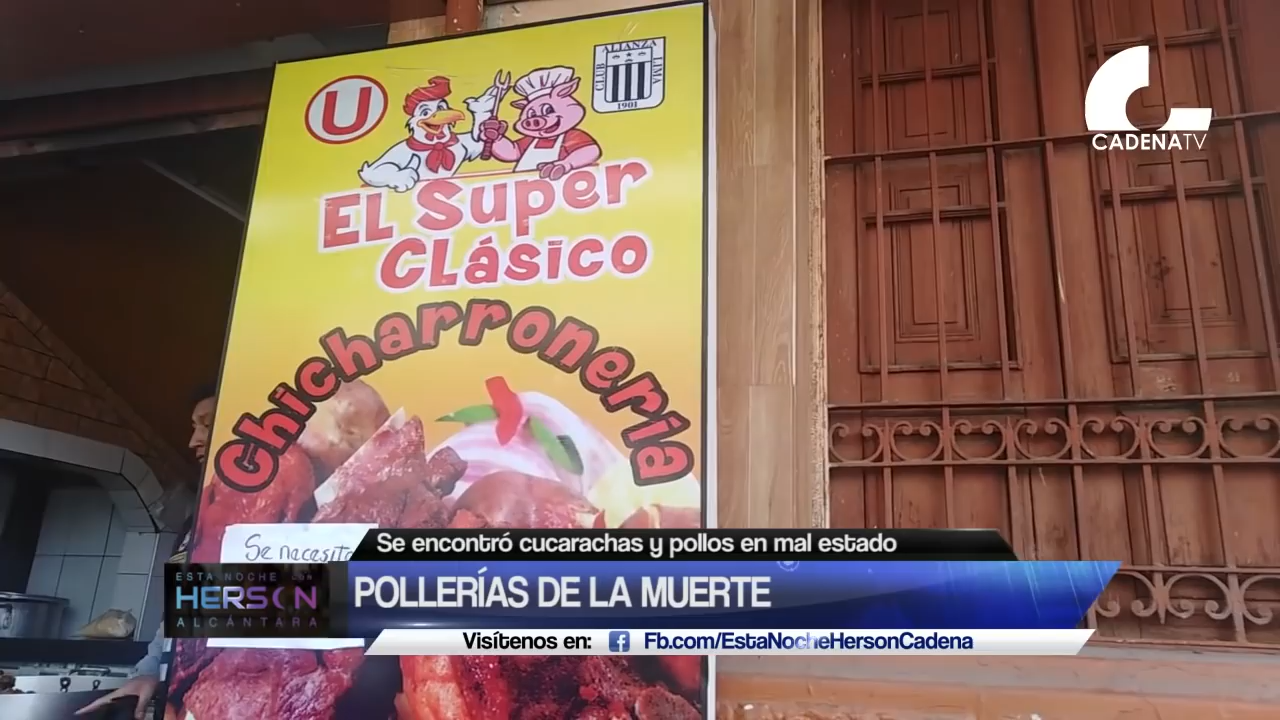 U
ALIANZA
CLUB
LIMA
1901
CADENATV
EL Super
CLásico
Chicharronería
Se necesita
Se encontró cucarachas y pollos en mal estado
ESTA NOCHE con
HERSON
ALCÁNTARA
POLLERÍAS DE LA MUERTE
Visítenos en: Fb.com/EstaNocheHersonCadena